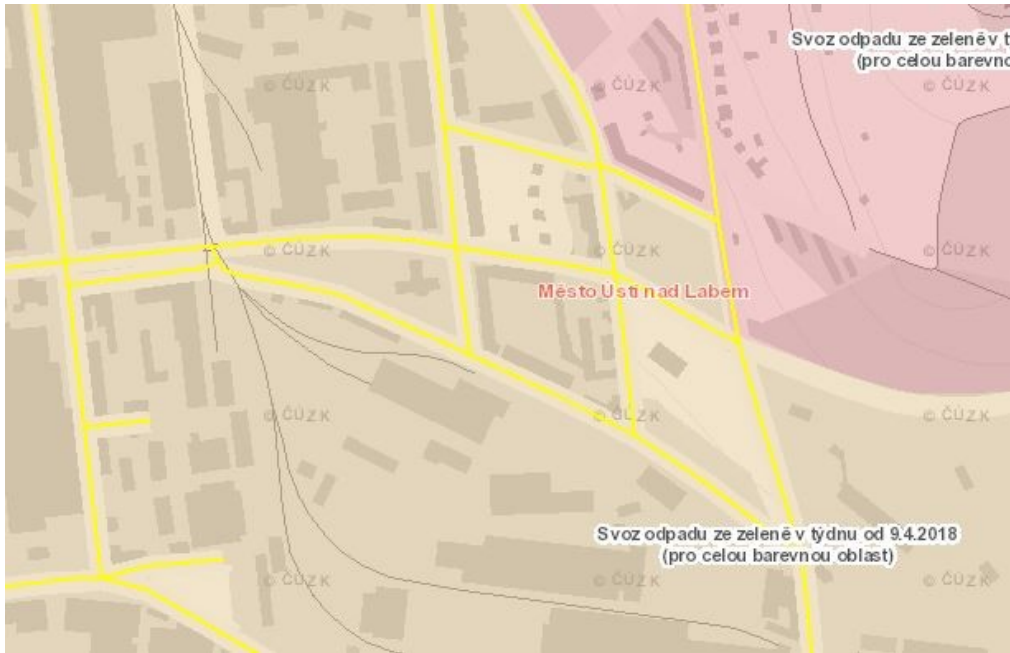 Svoz odpadu ze zeleně v t
(pro celou barevno
© ČÚZK
© ČÚZK
© ČÚZK
© ČÚZK
© ČÚZK
© ČÚZK
Město Ústí nad Labem
© ČÚZK
© ČÚZK
© ČÚZK
Svoz odpadu ze zeleně v týdnu od 9.4.2018
(pro celou barevnou oblast)
© ČÚZK
© ČÚZK
© ČÚZK